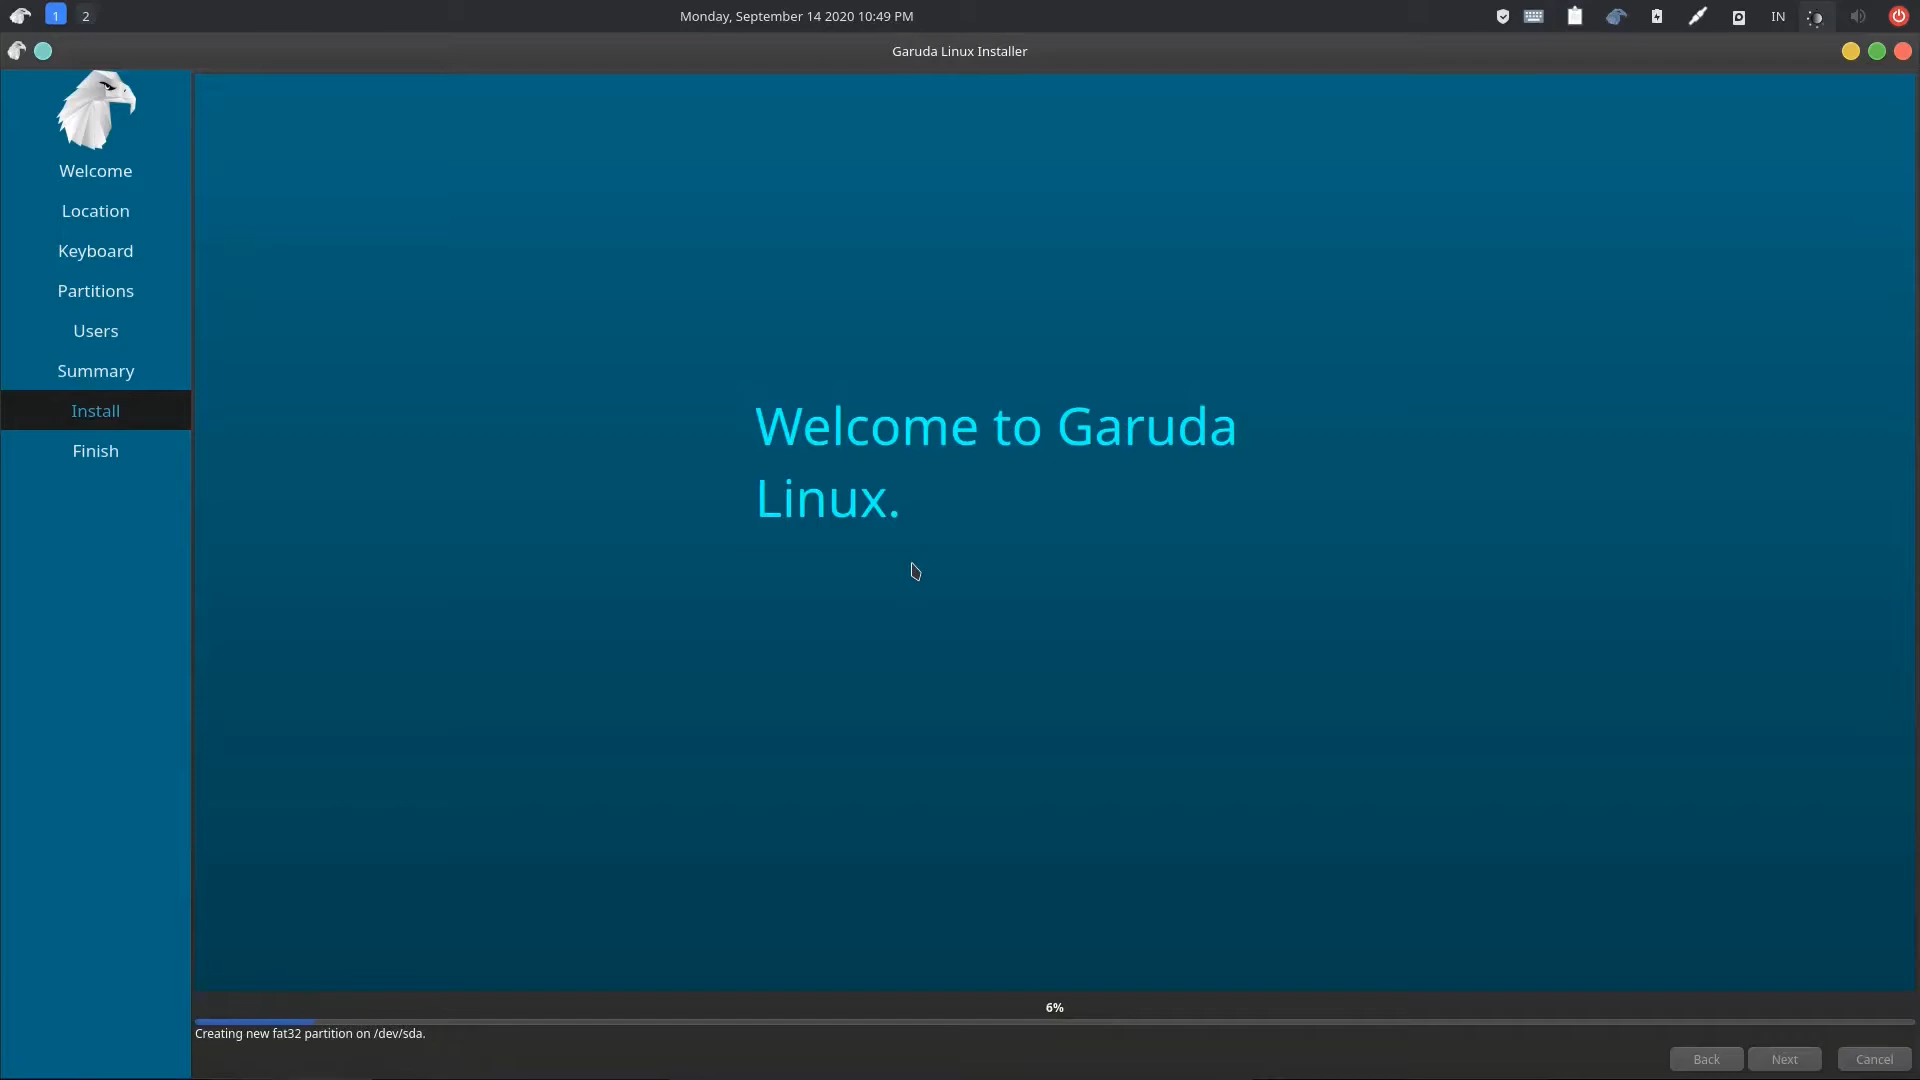 1 2 Monday, September 14 2020 10:49 PM IN
Garuda Linux Installer
Welcome
Location
Keyboard
Partitions
Users
Summary
Install
Finish
Welcome to Garuda
Linux.
6%
Creating new fat32 partition on /dev/sda.
Back Next Cancel